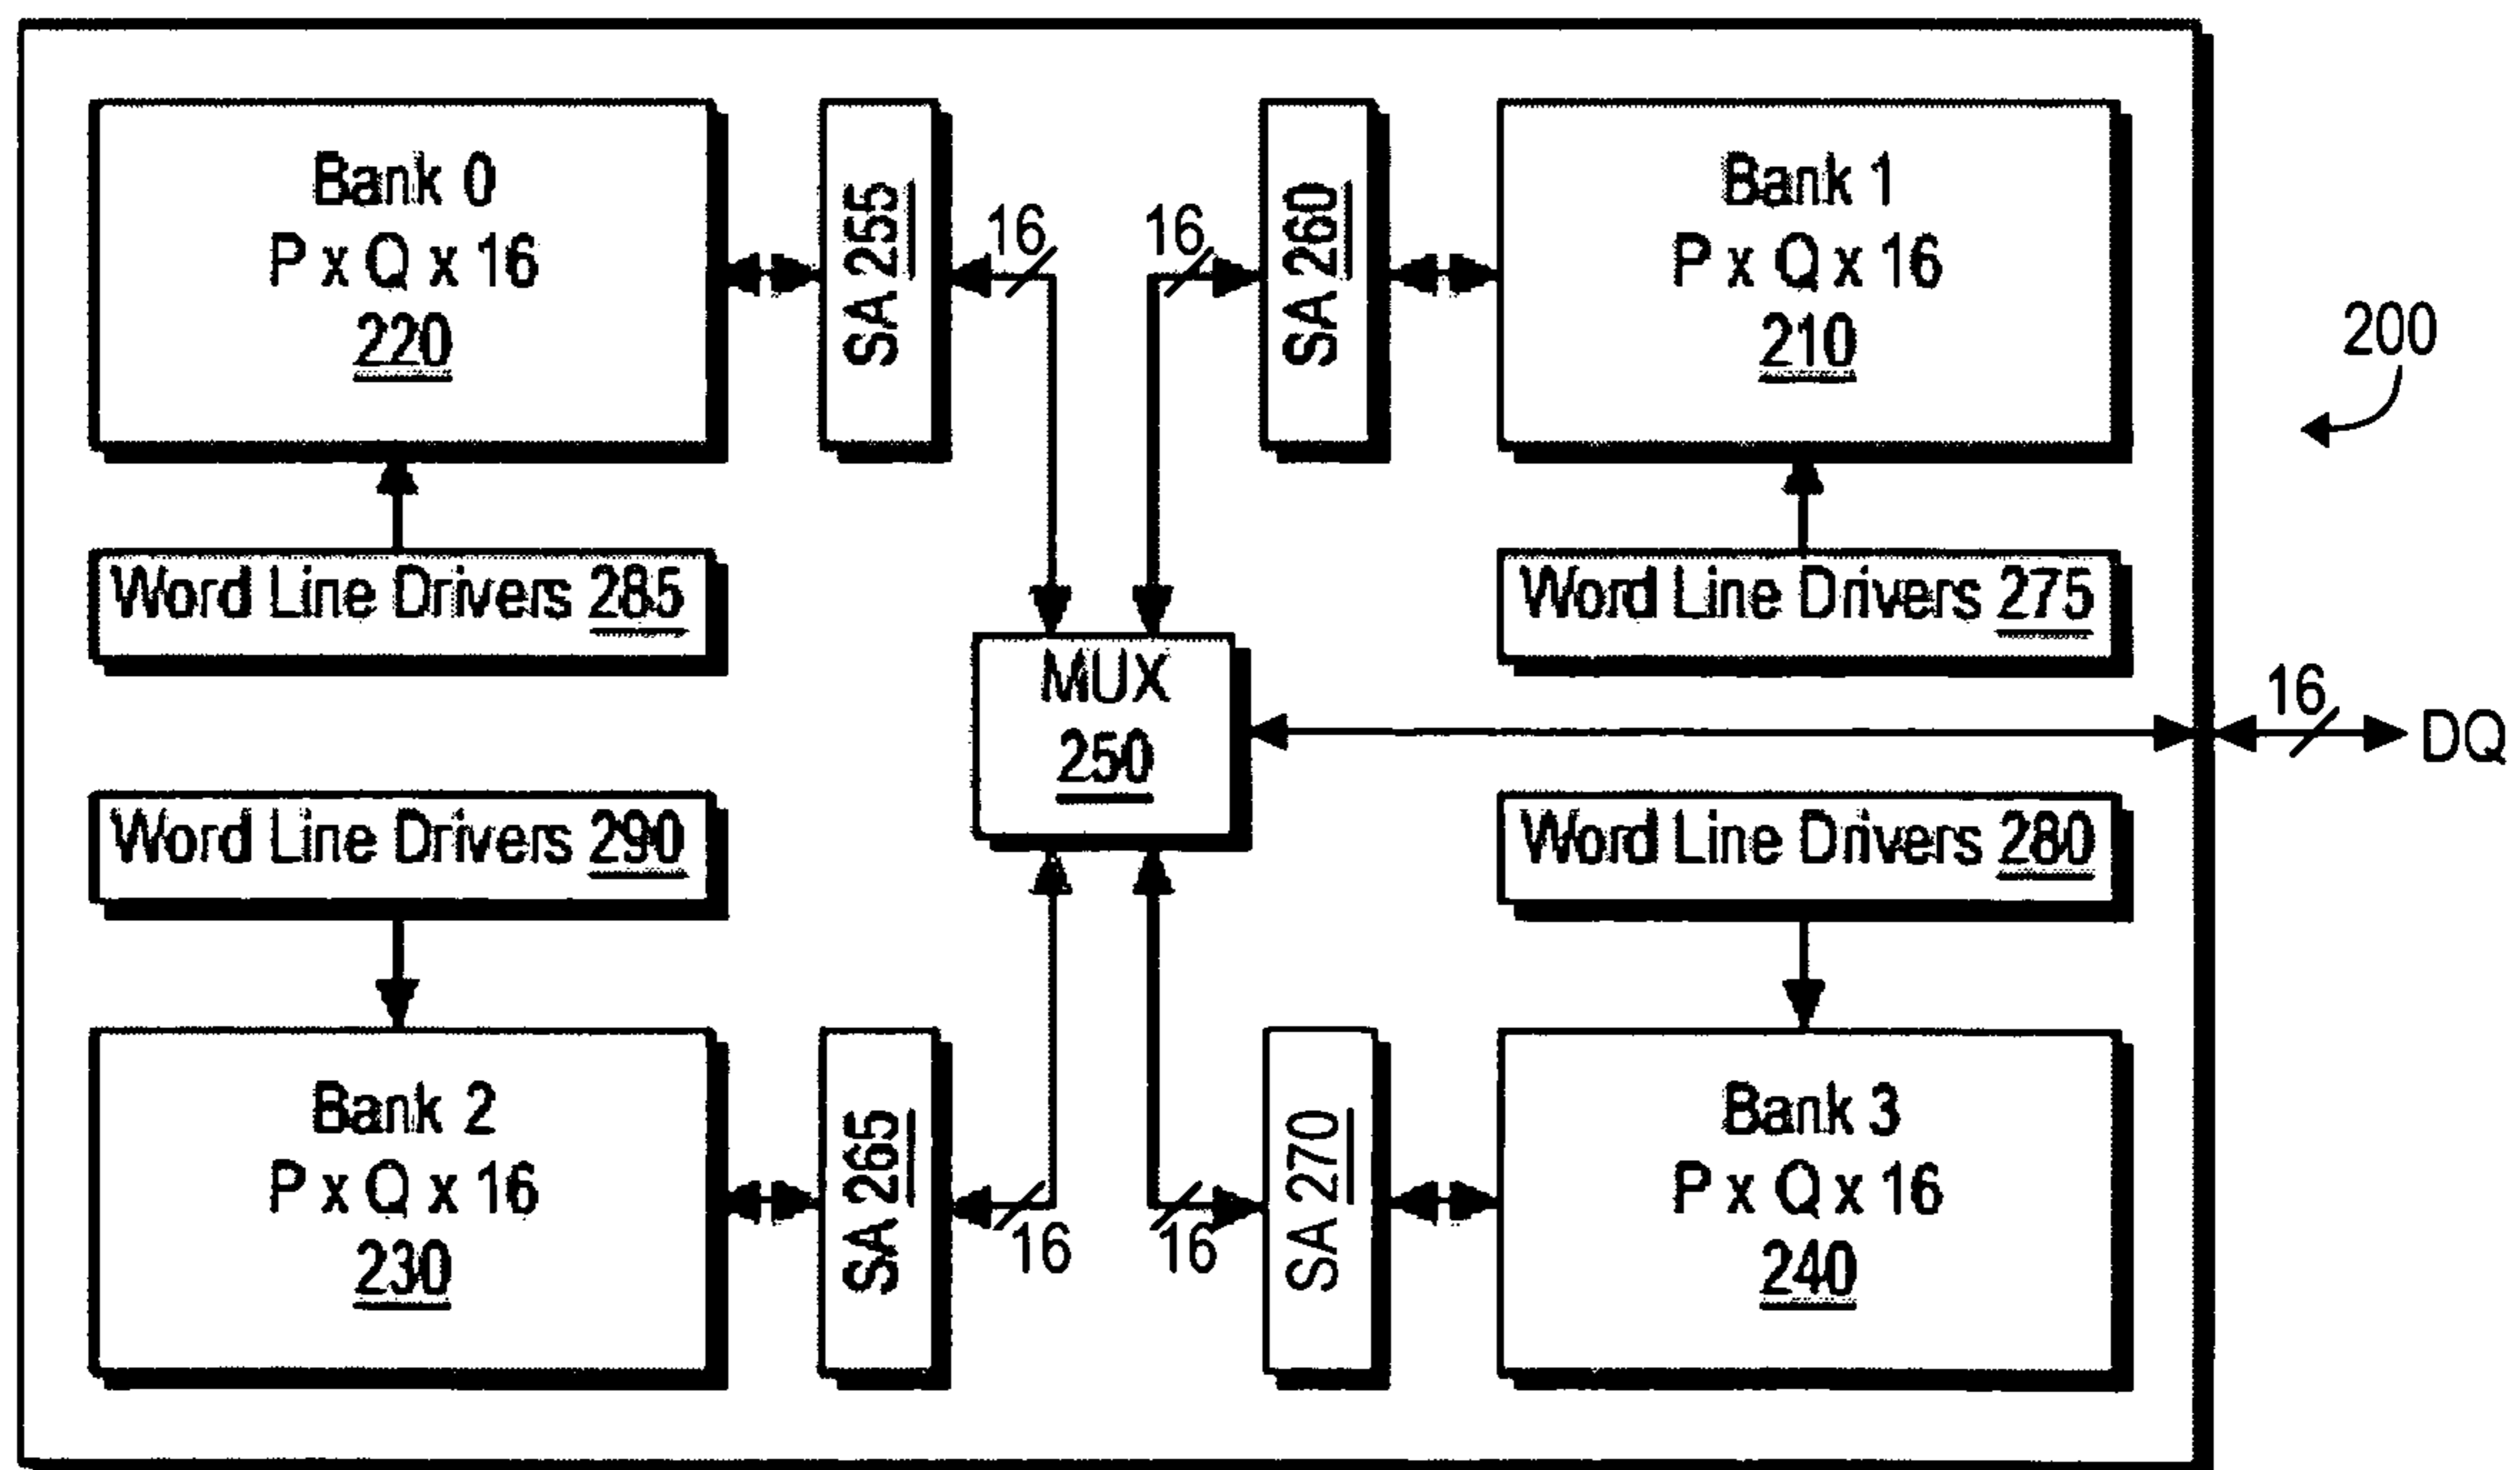 Bank 0
P x Q x 16
220
SA 255
16
16
SA 260
Bank 1
P x Q x 16
210
200
Word Line Drivers 285
Word Line Drivers 275
MUX
250
16
DQ
Word Line Drivers 290
Word Line Drivers 280
Bank 2
P x Q x 16
230
SA 265
16
16
SA 270
Bank 3
P x Q x 16
240